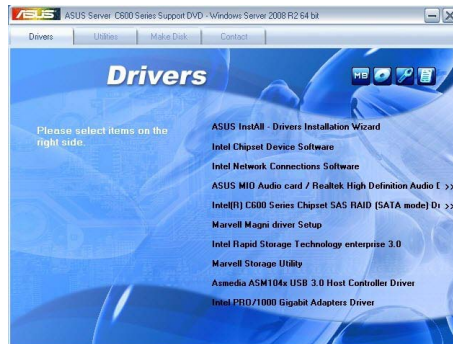 ASUS ASUS Server C600 Series Support DVD - Windows Server 2008 R2 64 bit
Drivers Utilities Make Disk Contact
Drivers
MB
Please select items on the
right side.
ASUS InstAll - Drivers Installation Wizard
Intel Chipset Device Software
Intel Network Connections Software
ASUS MIO Audio card / Realtek High Definition Audio D >>
Intel(R) C600 Series Chipset SAS RAID (SATA mode) Dr >>
Marvell Magni driver Setup
Intel Rapid Storage Technology enterprise 3.0
Marvell Storage Utility
Asmedia ASM104x USB 3.0 Host Controller Driver
Intel PRO/1000 Gigabit Adapters Driver